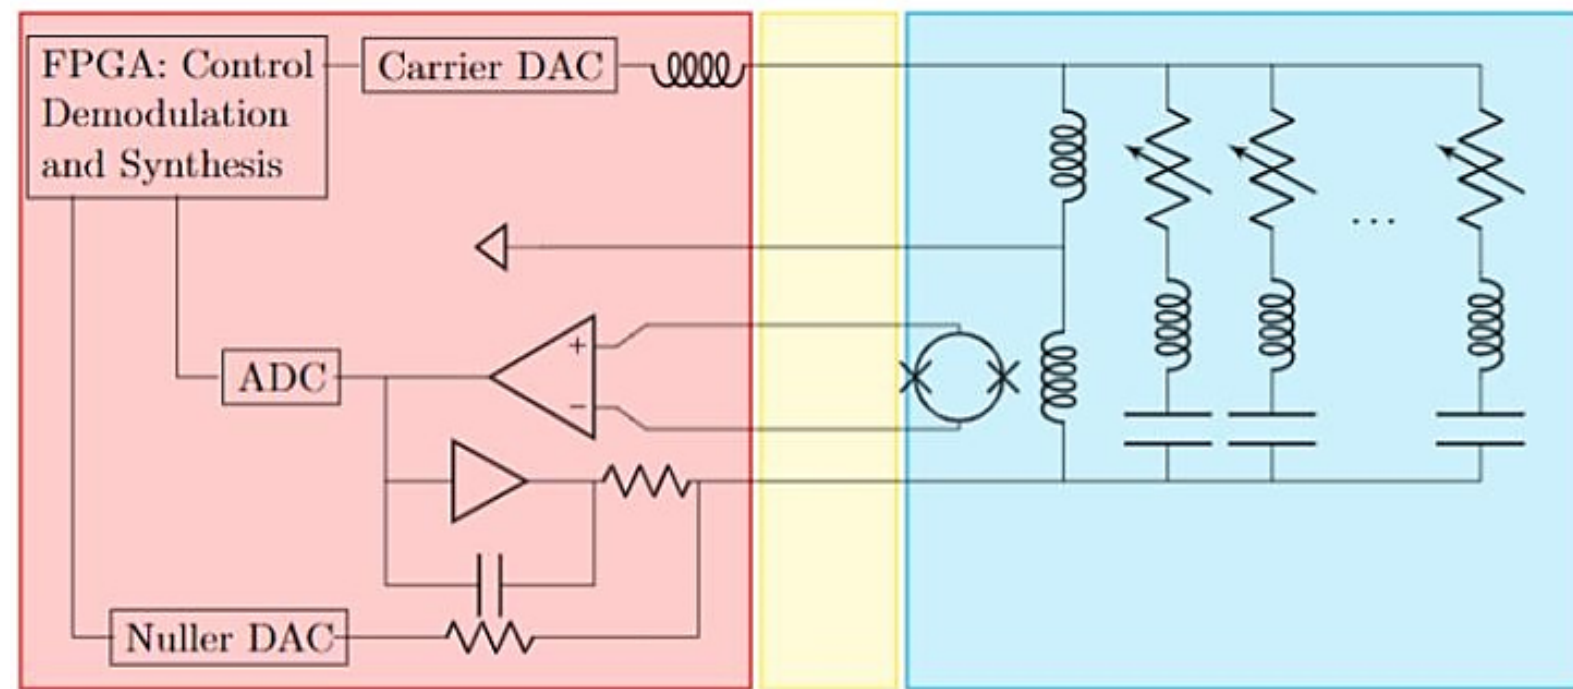 FPGA: Control
Demodulation
and Synthesis
Carrier DAC
...
+
ADC
−
Nuller DAC